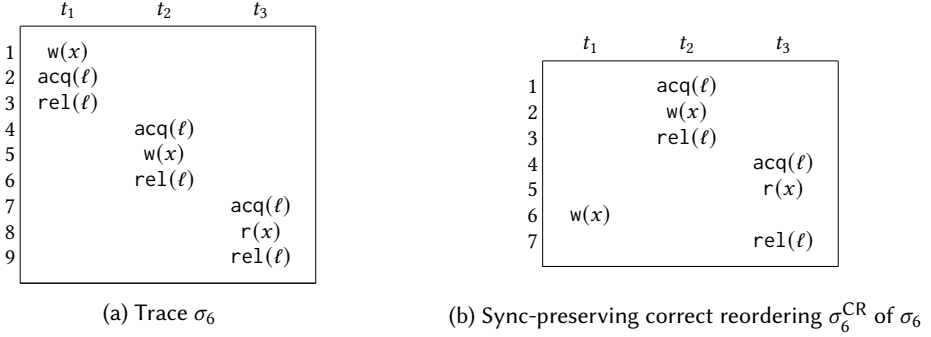 t₁ t₂ t₃
1 w(x)
2 acq(ℓ)
3 rel(ℓ)
4 acq(ℓ)
5 w(x)
6 rel(ℓ)
7 acq(ℓ)
8 r(x)
9 rel(ℓ)
(a) Trace σ₆
t₁ t₂ t₃
1 acq(ℓ)
2 w(x)
3 rel(ℓ)
4 acq(ℓ)
5 r(x)
6 w(x)
7 rel(ℓ)
(b) Sync-preserving correct reordering σ₆^CR of σ₆